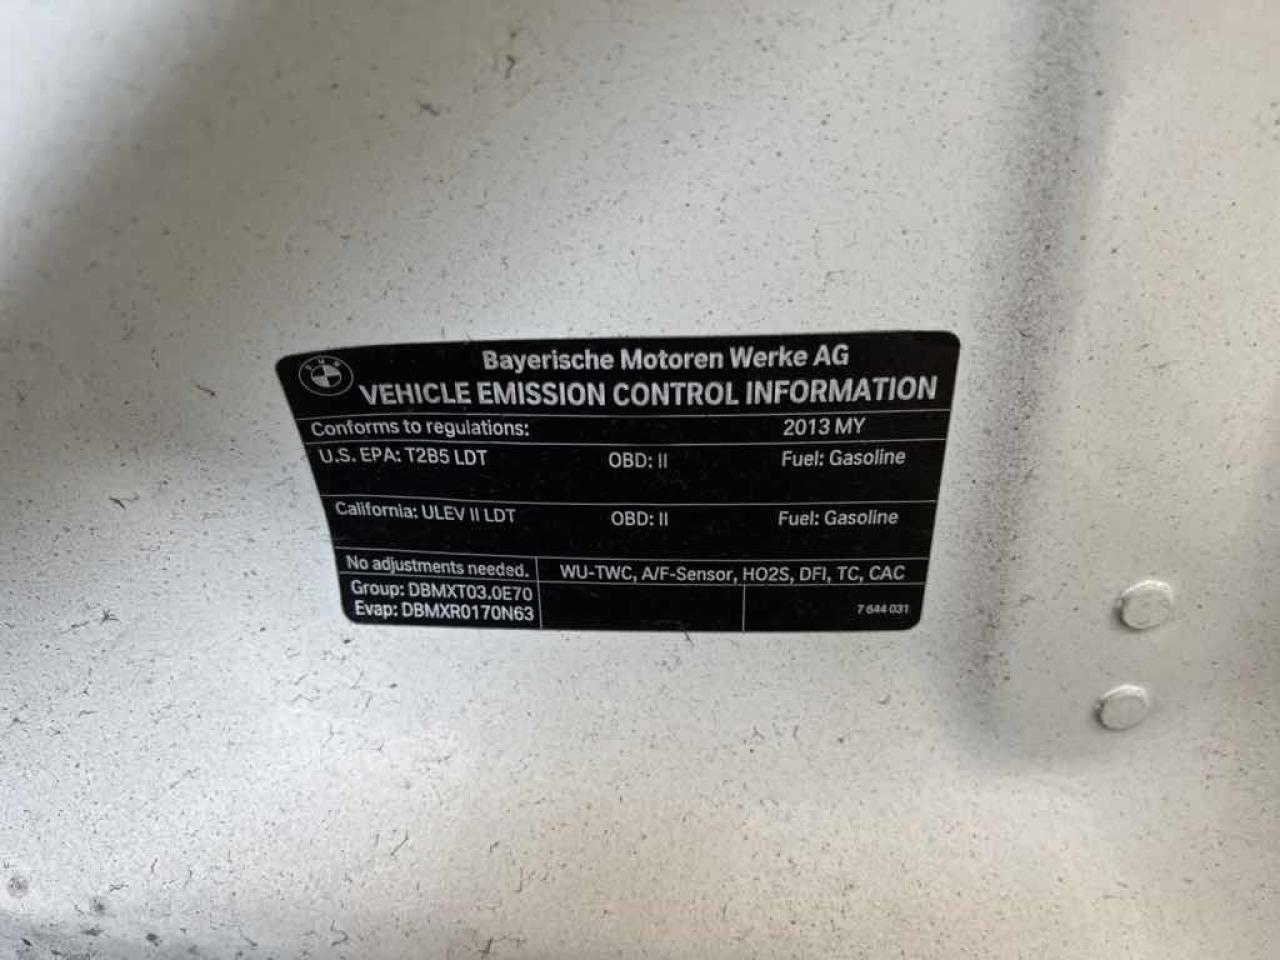 BMW
Bayerische Motoren Werke AG
VEHICLE EMISSION CONTROL INFORMATION
Conforms to regulations: 2013 MY
U.S. EPA: T2B5 LDT OBD: II Fuel: Gasoline
California: ULEV II LDT OBD: II Fuel: Gasoline
No adjustments needed. WU-TWC, A/F-Sensor, HO2S, DFI, TC, CAC
Group: DBMXT03.0E70
Evap: DBMXR0170N63 7 644 031